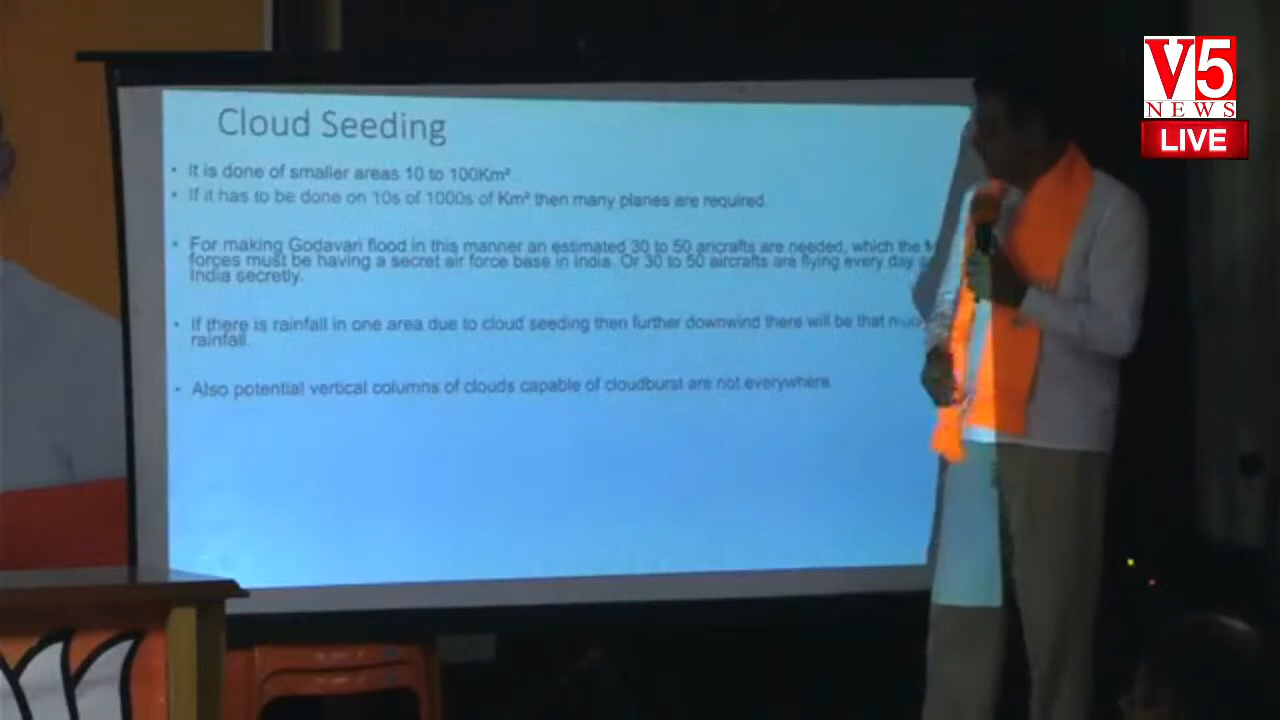 Cloud Seeding
• It is done of smaller areas 10 to 100Km².
• If it has to be done on 10s of 1000s of Km² then many planes are required.
• For making Godavari flood in this manner an estimated 30 to 50 aricrafts are needed, which the
forces must be having a secret air force base in India. Or 30 to 50 aircrafts are flying every day
India secretly.
• If there is rainfall in one area due to cloud seeding then further downwind there will be that
rainfall.
• Also potential vertical columns of clouds capable of cloudburst are not everywhere.
V5
NEWS
LIVE